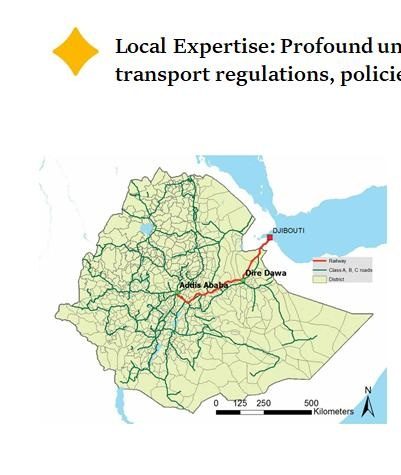 Local Expertise: Profound un
transport regulations, policie
DJIBOUTI
Railway
Class A, B, C roads
District
Dire Dawa
Addis Ababa
N
0 125 250 500
Kilometers